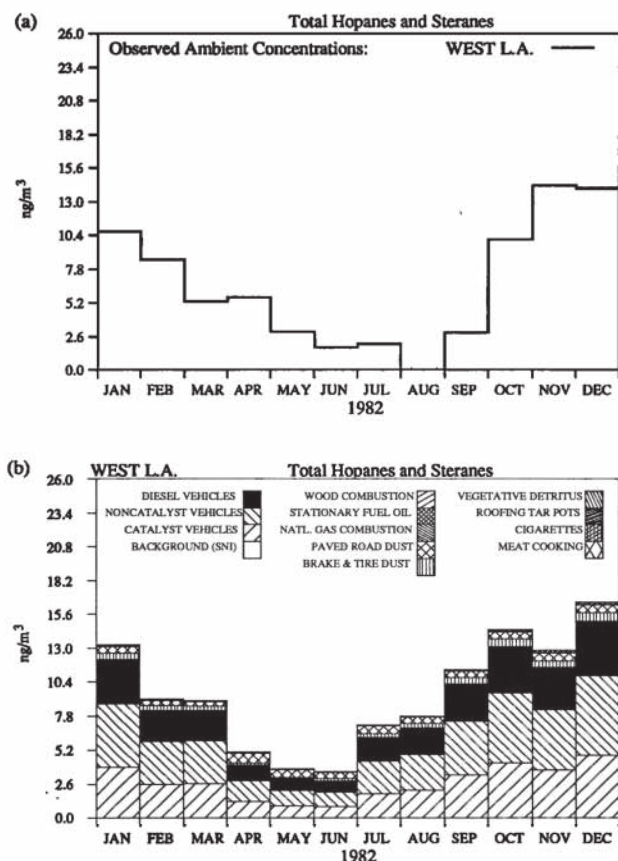 (a) Total Hopanes and Steranes
26.0
Observed Ambient Concentrations: WEST L.A.
23.4
20.8
18.2
15.6
13.0
10.4
7.8
5.2
2.6
0.0
ng/m³
JAN FEB MAR APR MAY JUN JUL AUG SEP OCT NOV DEC
1982
(b) WEST L.A. Total Hopanes and Steranes
26.0
DIESEL VEHICLES WOOD COMBUSTION VEGETATIVE DETRITUS
NONCATALYST VEHICLES STATIONARY FUEL OIL ROOFING TAR POTS
CATALYST VEHICLES NATL. GAS COMBUSTION CIGARETTES
BACKGROUND (SNI) PAVED ROAD DUST MEAT COOKING
BRAKE & TIRE DUST
23.4
20.8
18.2
15.6
13.0
10.4
7.8
5.2
2.6
0.0
ng/m³
JAN FEB MAR APR MAY JUN JUL AUG SEP OCT NOV DEC
1982